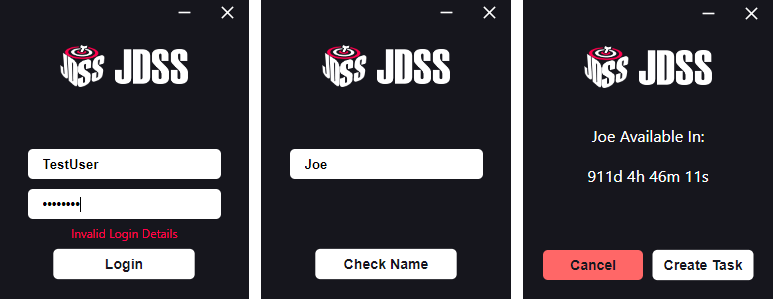 JDSS JDSS
TestUser
••••••••
Invalid Login Details
Login
JDSS JDSS
Joe
Check Name
JDSS JDSS
Joe Available In:
911d 4h 46m 11s
Cancel
Create Task